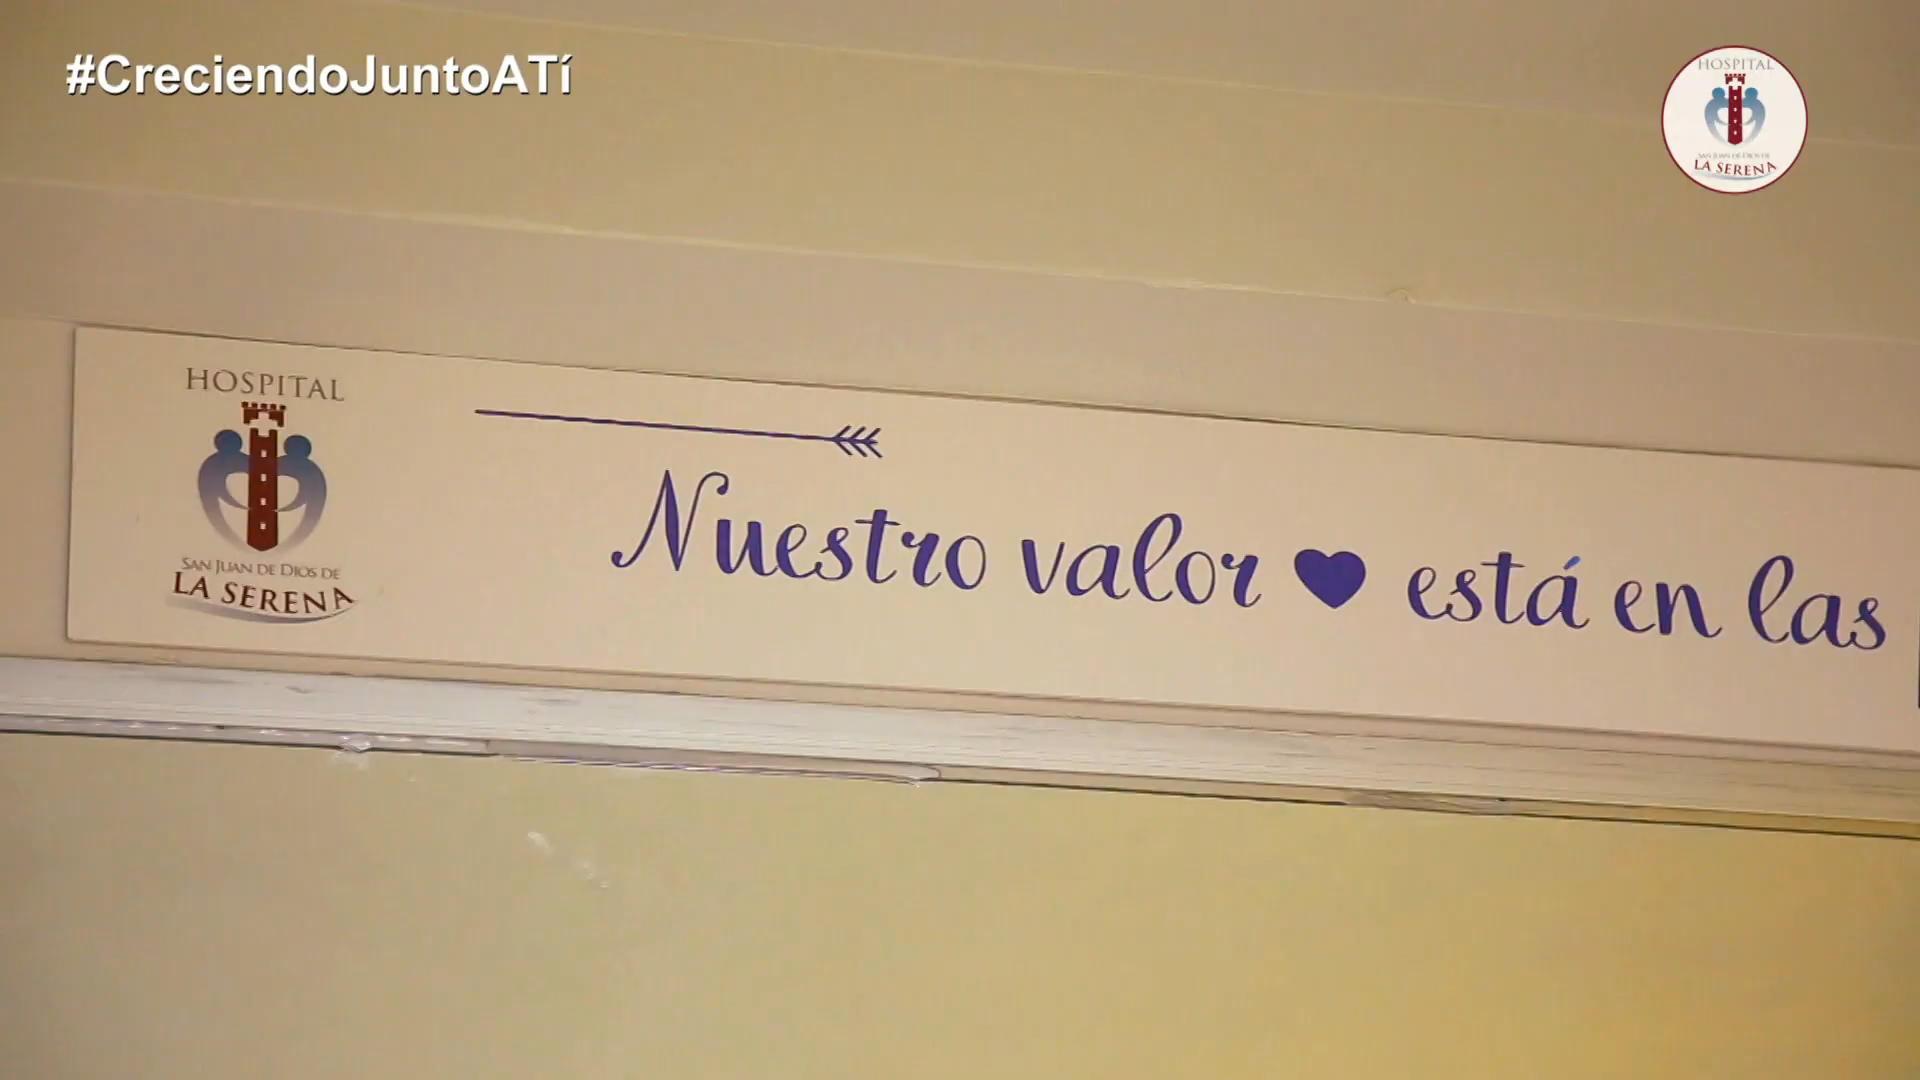 #CreciendoJuntoATí
HOSPITAL
SAN JUAN DE DIOS DE
LA SERENA
HOSPITAL
SAN JUAN DE DIOS DE
LA SERENA
Nuestro valor está en las